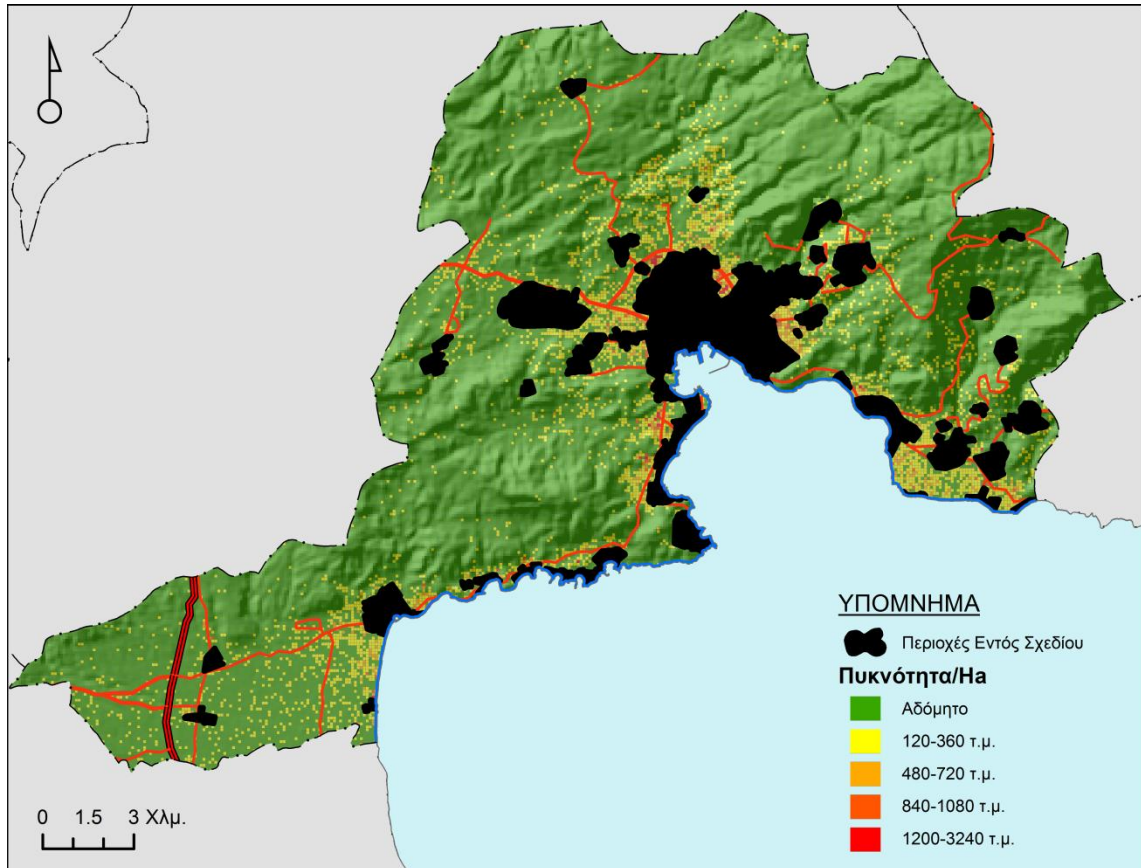 ΥΠΟΜΝΗΜΑ
Περιοχές Εντός Σχεδίου
Πυκνότητα/Ha
Αδόμητο
120-360 τ.μ.
480-720 τ.μ.
840-1080 τ.μ.
1200-3240 τ.μ.
0 1.5 3 Χλμ.